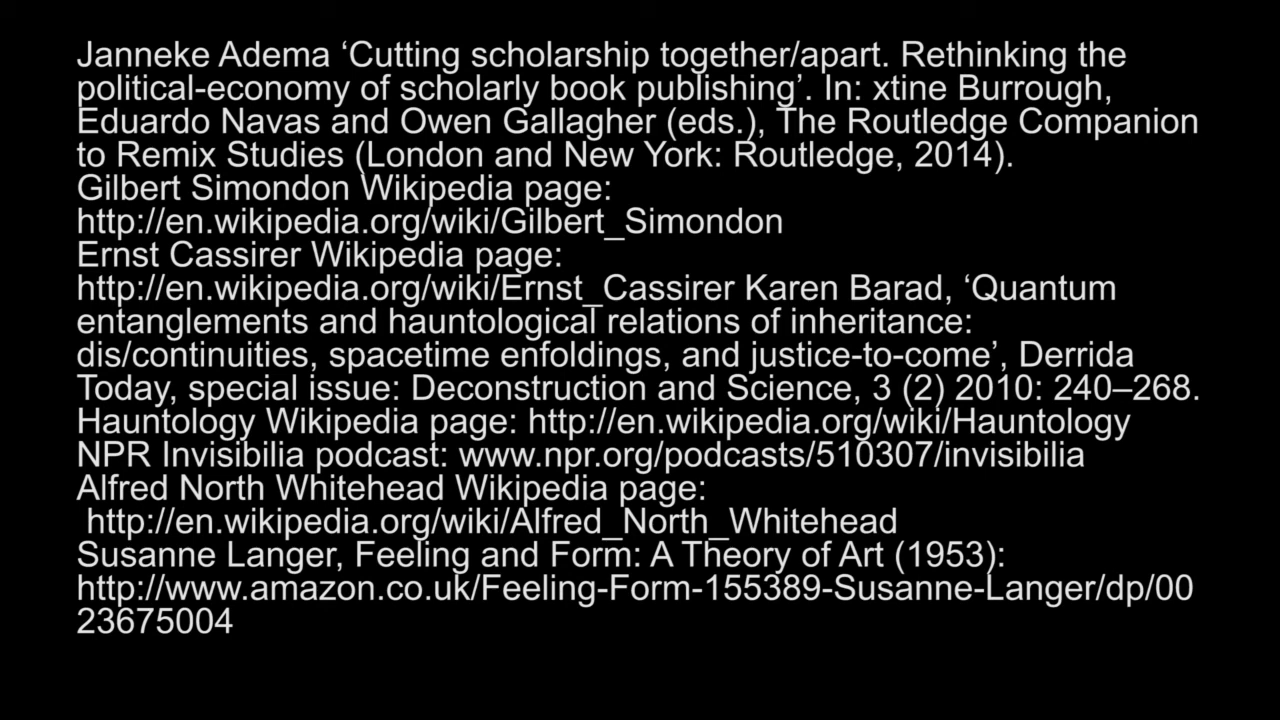 Janneke Adema ‘Cutting scholarship together/apart. Rethinking the
political-economy of scholarly book publishing’. In: xtine Burrough,
Eduardo Navas and Owen Gallagher (eds.), The Routledge Companion
to Remix Studies (London and New York: Routledge, 2014).
Gilbert Simondon Wikipedia page:
http://en.wikipedia.org/wiki/Gilbert_Simondon
Ernst Cassirer Wikipedia page:
http://en.wikipedia.org/wiki/Ernst_Cassirer Karen Barad, ‘Quantum
entanglements and hauntological relations of inheritance:
dis/continuities, spacetime enfoldings, and justice-to-come’, Derrida
Today, special issue: Deconstruction and Science, 3 (2) 2010: 240–268.
Hauntology Wikipedia page: http://en.wikipedia.org/wiki/Hauntology
NPR Invisibilia podcast: www.npr.org/podcasts/510307/invisibilia
Alfred North Whitehead Wikipedia page:
http://en.wikipedia.org/wiki/Alfred_North_Whitehead
Susanne Langer, Feeling and Form: A Theory of Art (1953):
http://www.amazon.co.uk/Feeling-Form-155389-Susanne-Langer/dp/00
23675004